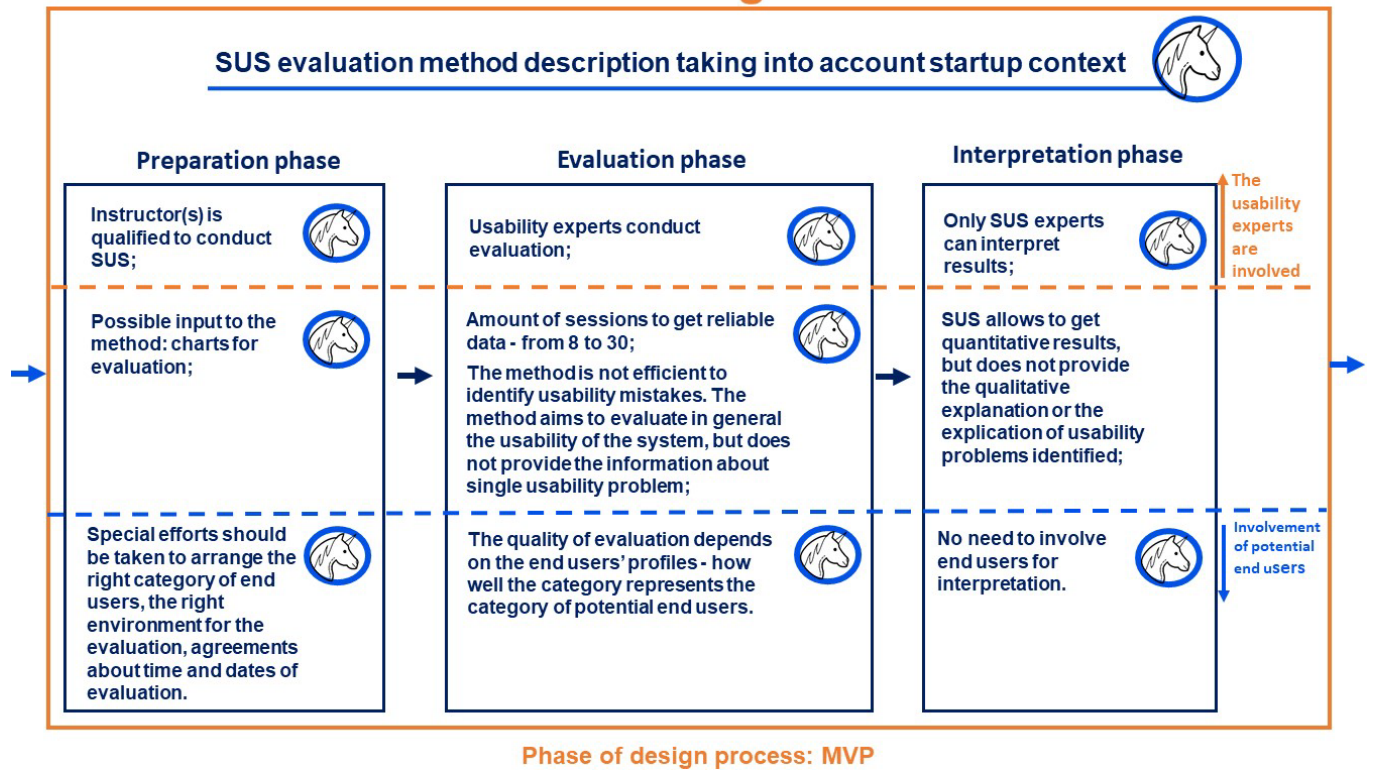 SUS evaluation method description taking into account startup context
Preparation phase
Instructor(s) is
qualified to conduct
SUS;
Possible input to the
method: charts for
evaluation;
Special efforts should
be taken to arrange the
right category of end
users, the right
environment for the
evaluation, agreements
about time and dates of
evaluation.
Evaluation phase
Usability experts conduct
evaluation;
Amount of sessions to get reliable
data - from 8 to 30;
The method is not efficient to
identify usability mistakes. The
method aims to evaluate in general
the usability of the system, but does
not provide the information about
single usability problem;
The quality of evaluation depends
on the end users' profiles - how
well the category represents the
category of potential end users.
Interpretation phase
Only SUS experts
can interpret
results;
SUS allows to get
quantitative results,
but does not provide
the qualitative
explanation or the
explication of usability
problems identified;
No need to involve
end users for
interpretation.
The
usability
experts
are
involved
Involvement
of potential
end users
Phase of design process: MVP